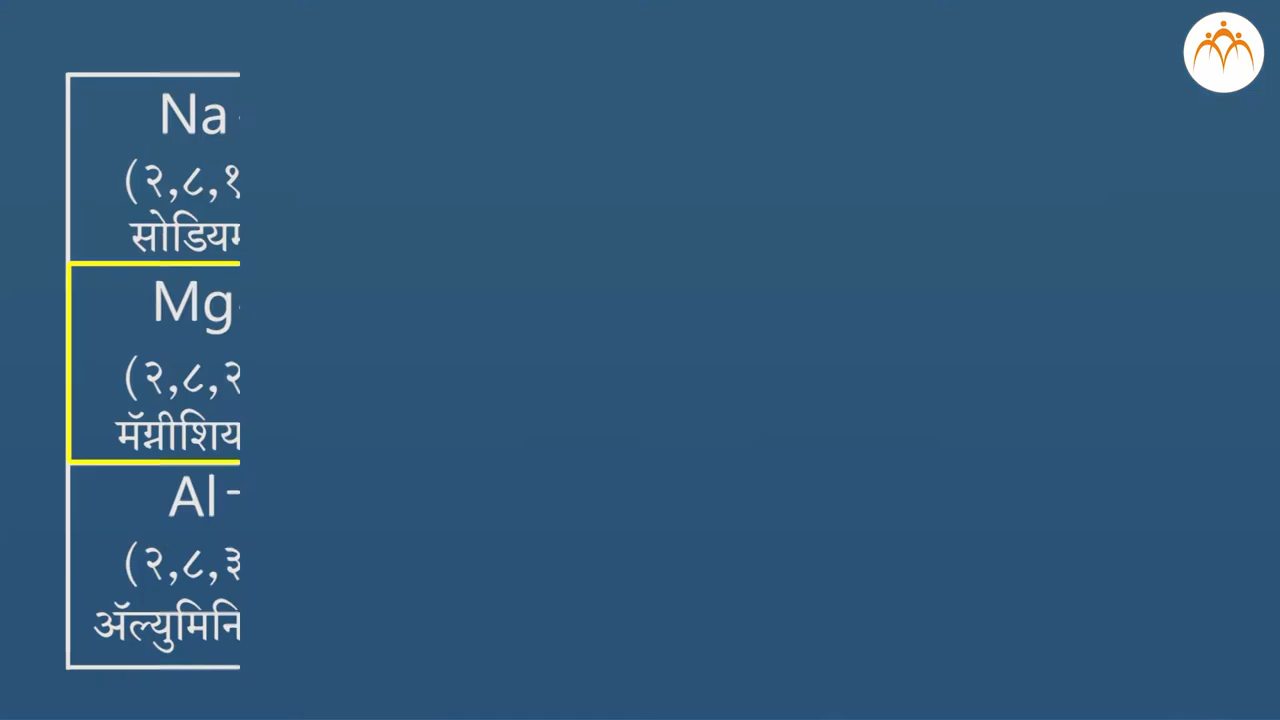 Na
(२,८,१
सोडिय
Mg
(२,८,२
मॅग्नीशिय
Al -
(२,८,३
ॲल्युमिनि